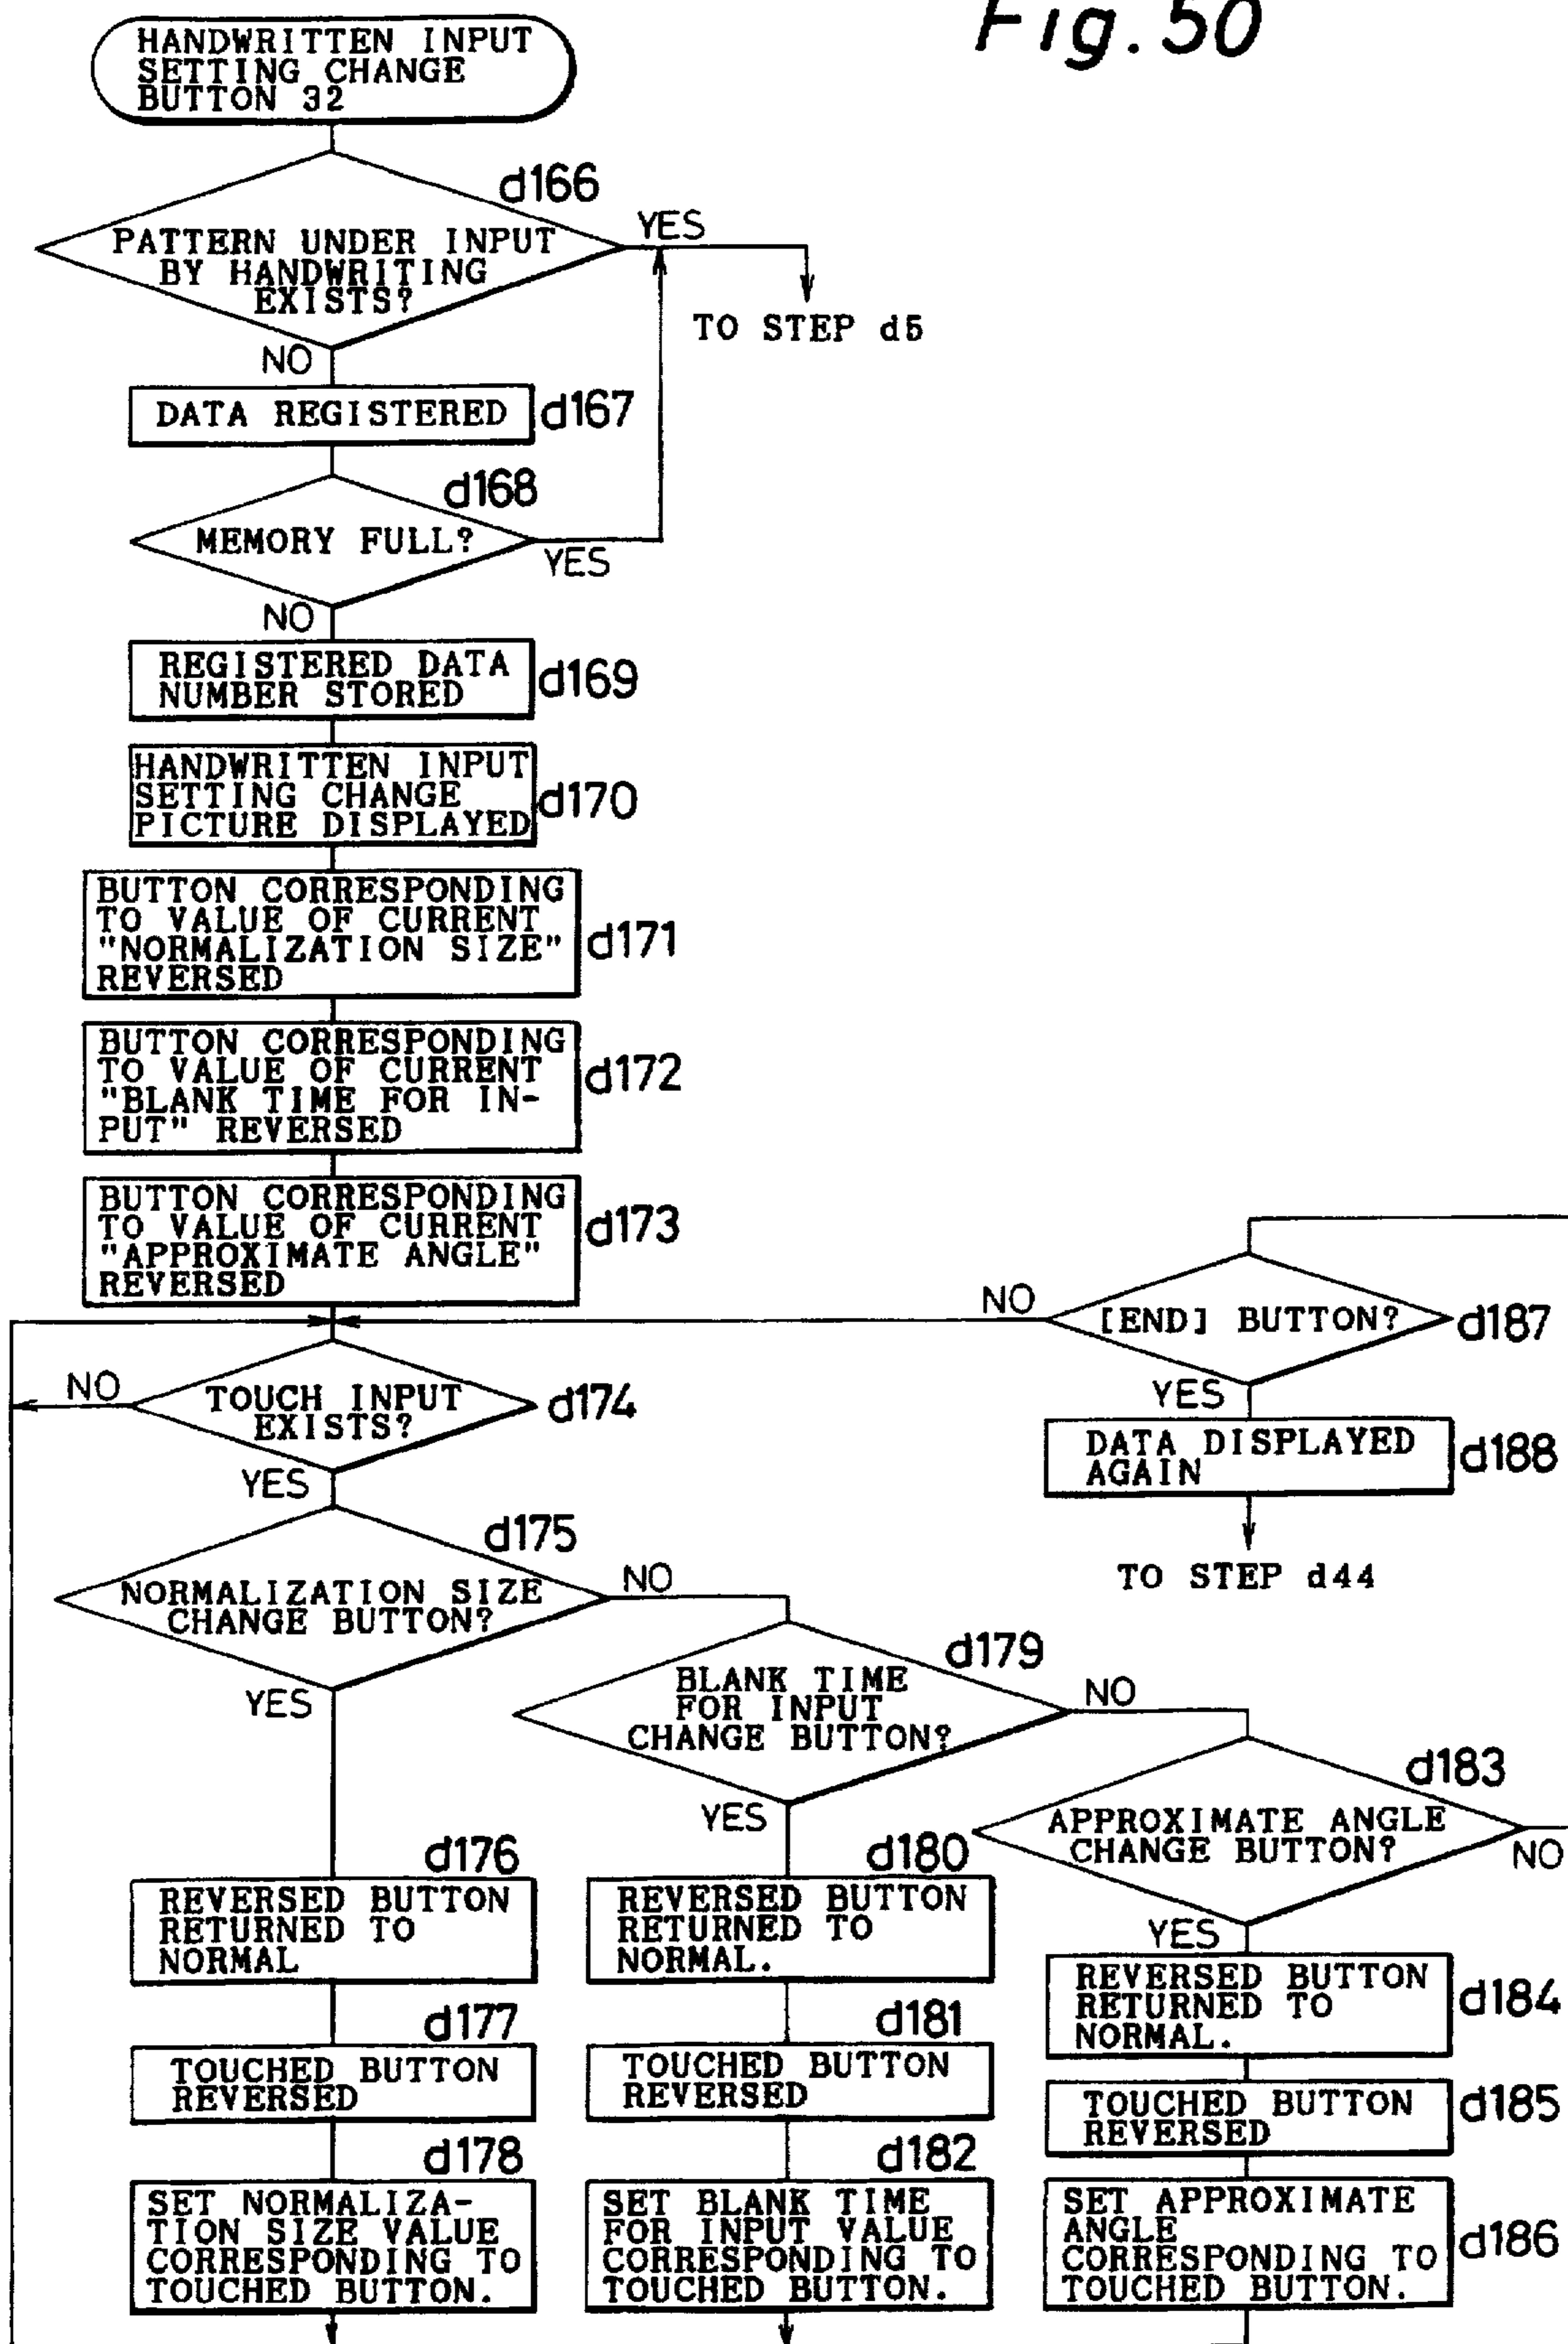 Fig.50
HANDWRITTEN INPUT
SETTING CHANGE
BUTTON 32
d166
PATTERN UNDER INPUT
BY HANDWRITING
EXISTS?
YES
TO STEP d5
NO
DATA REGISTERED
d167
d168
MEMORY FULL?
YES
NO
REGISTERED DATA
NUMBER STORED
d169
HANDWRITTEN INPUT
SETTING CHANGE
PICTURE DISPLAYED
d170
BUTTON CORRESPONDING
TO VALUE OF CURRENT
"NORMALIZATION SIZE"
REVERSED
d171
BUTTON CORRESPONDING
TO VALUE OF CURRENT
"BLANK TIME FOR IN-
PUT" REVERSED
d172
BUTTON CORRESPONDING
TO VALUE OF CURRENT
"APPROXIMATE ANGLE"
REVERSED
d173
NO
TOUCH INPUT
EXISTS?
d174
YES
d175
NORMALIZATION SIZE
CHANGE BUTTON?
NO
YES
d176
REVERSED BUTTON
RETURNED TO
NORMAL
d177
TOUCHED BUTTON
REVERSED
d178
SET NORMALIZA-
TION SIZE VALUE
CORRESPONDING TO
TOUCHED BUTTON.
d179
BLANK TIME
FOR INPUT
CHANGE BUTTON?
NO
YES
d180
REVERSED BUTTON
RETURNED TO
NORMAL.
d181
TOUCHED BUTTON
REVERSED
d182
SET BLANK TIME
FOR INPUT VALUE
CORRESPONDING TO
TOUCHED BUTTON.
d183
APPROXIMATE ANGLE
CHANGE BUTTON?
NO
YES
REVERSED BUTTON
RETURNED TO
NORMAL.
d184
TOUCHED BUTTON
REVERSED
d185
SET APPROXIMATE
ANGLE
CORRESPONDING TO
TOUCHED BUTTON.
d186
NO
[END] BUTTON?
d187
YES
DATA DISPLAYED
AGAIN
d188
TO STEP d44